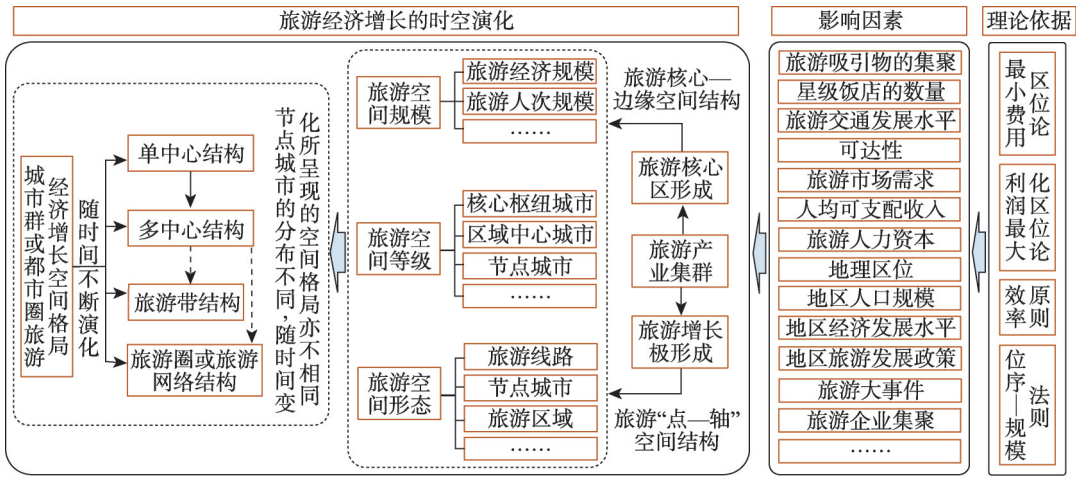 旅游经济增长的时空演化
城市群或都市圈旅游
经济增长空间格局
随时间不断演化
单中心结构
多中心结构
旅游带结构
旅游圈或旅游
网络结构
节点城市的分布不同，随时间变
化所呈现的空间格局亦不相同
旅游空
间规模
旅游经济规模
旅游人次规模
……
旅游空
间等级
核心枢纽城市
区域中心城市
节点城市
……
旅游空
间形态
旅游线路
节点城市
旅游区域
……
旅游核心—
边缘空间结构
旅游核心
区形成
旅游产
业集群
旅游增长
极形成
旅游“点—轴”
空间结构
影响因素
旅游吸引物的集聚
星级饭店的数量
旅游交通发展水平
可达性
旅游市场需求
人均可支配收入
旅游人力资本
地理区位
地区人口规模
地区经济发展水平
地区旅游发展政策
旅游大事件
旅游企业集聚
……
理论依据
最小费用
区位论
利润最大
化区位论
效率
原则
位序—规模
法则